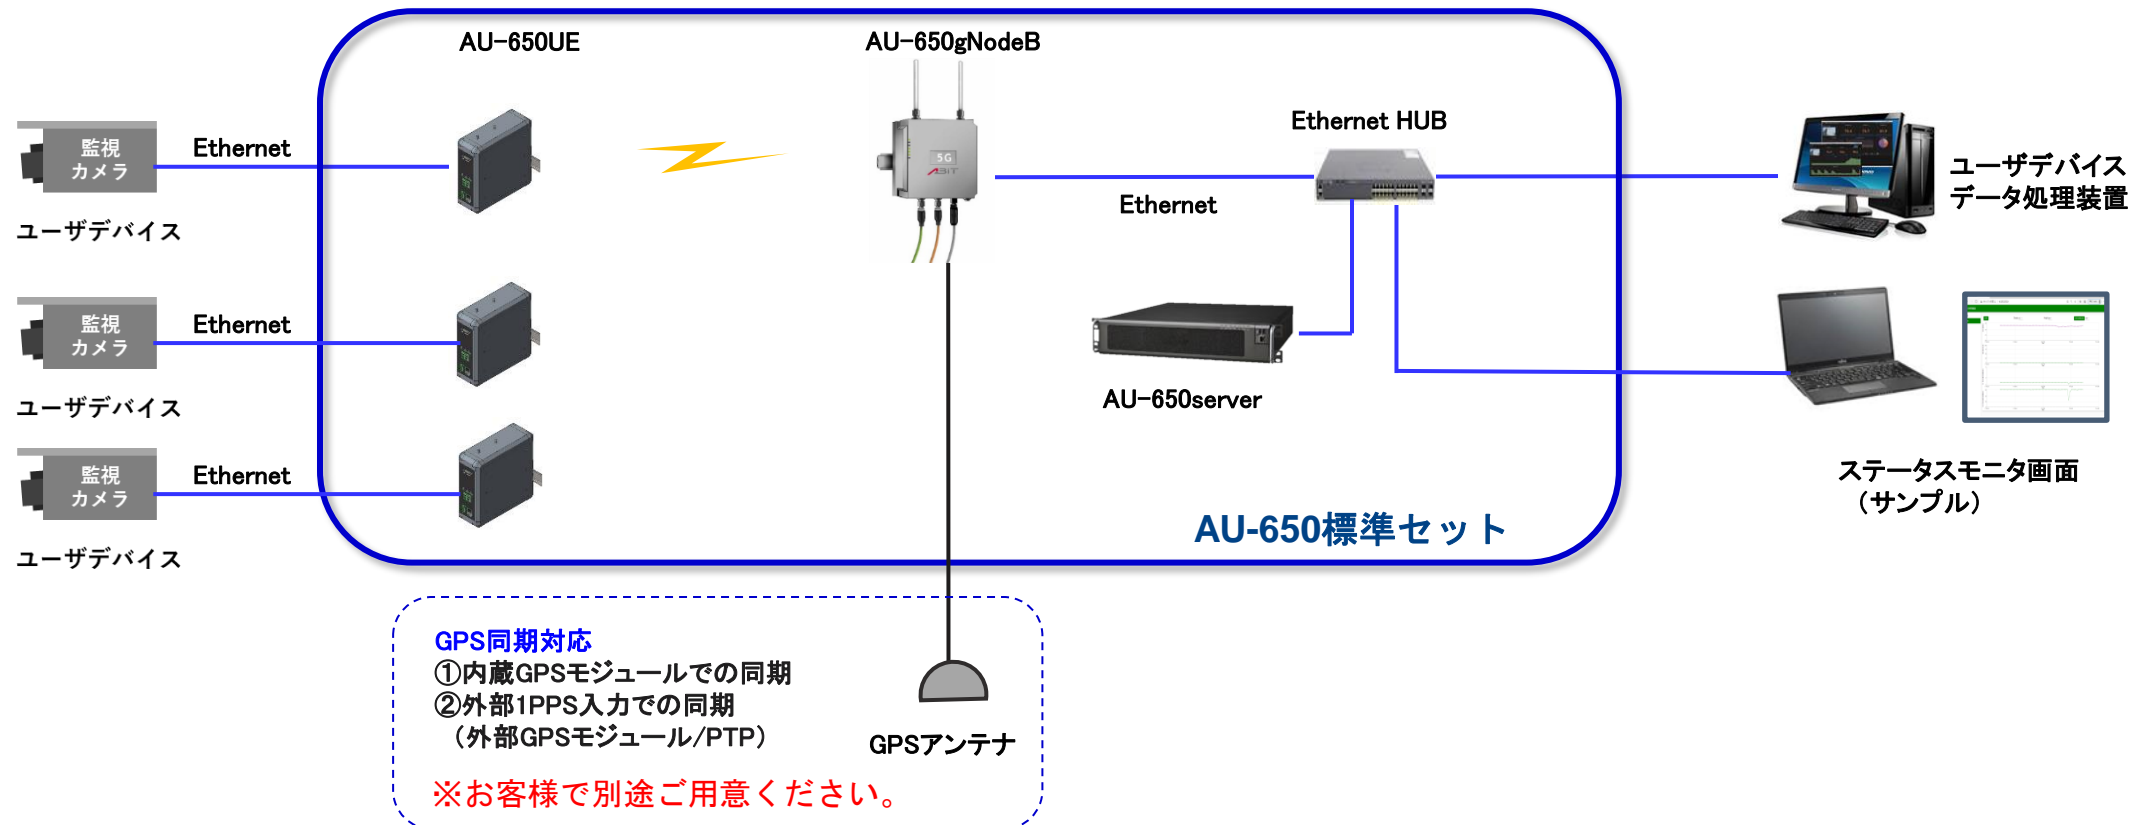 AU-650UE
AU-650gNodeB
Ethernet HUB
監視
カメラ
Ethernet
ユーザデバイス
5G
ABiT
Ethernet
ユーザデバイス
データ処理装置
監視
カメラ
Ethernet
ユーザデバイス
AU-650server
監視
カメラ
Ethernet
ユーザデバイス
ステータスモニタ画面
（サンプル）
AU-650標準セット
GPS同期対応
①内蔵GPSモジュールでの同期
②外部1PPS入力での同期
（外部GPSモジュール/PTP）
GPSアンテナ
※お客様で別途ご用意ください。